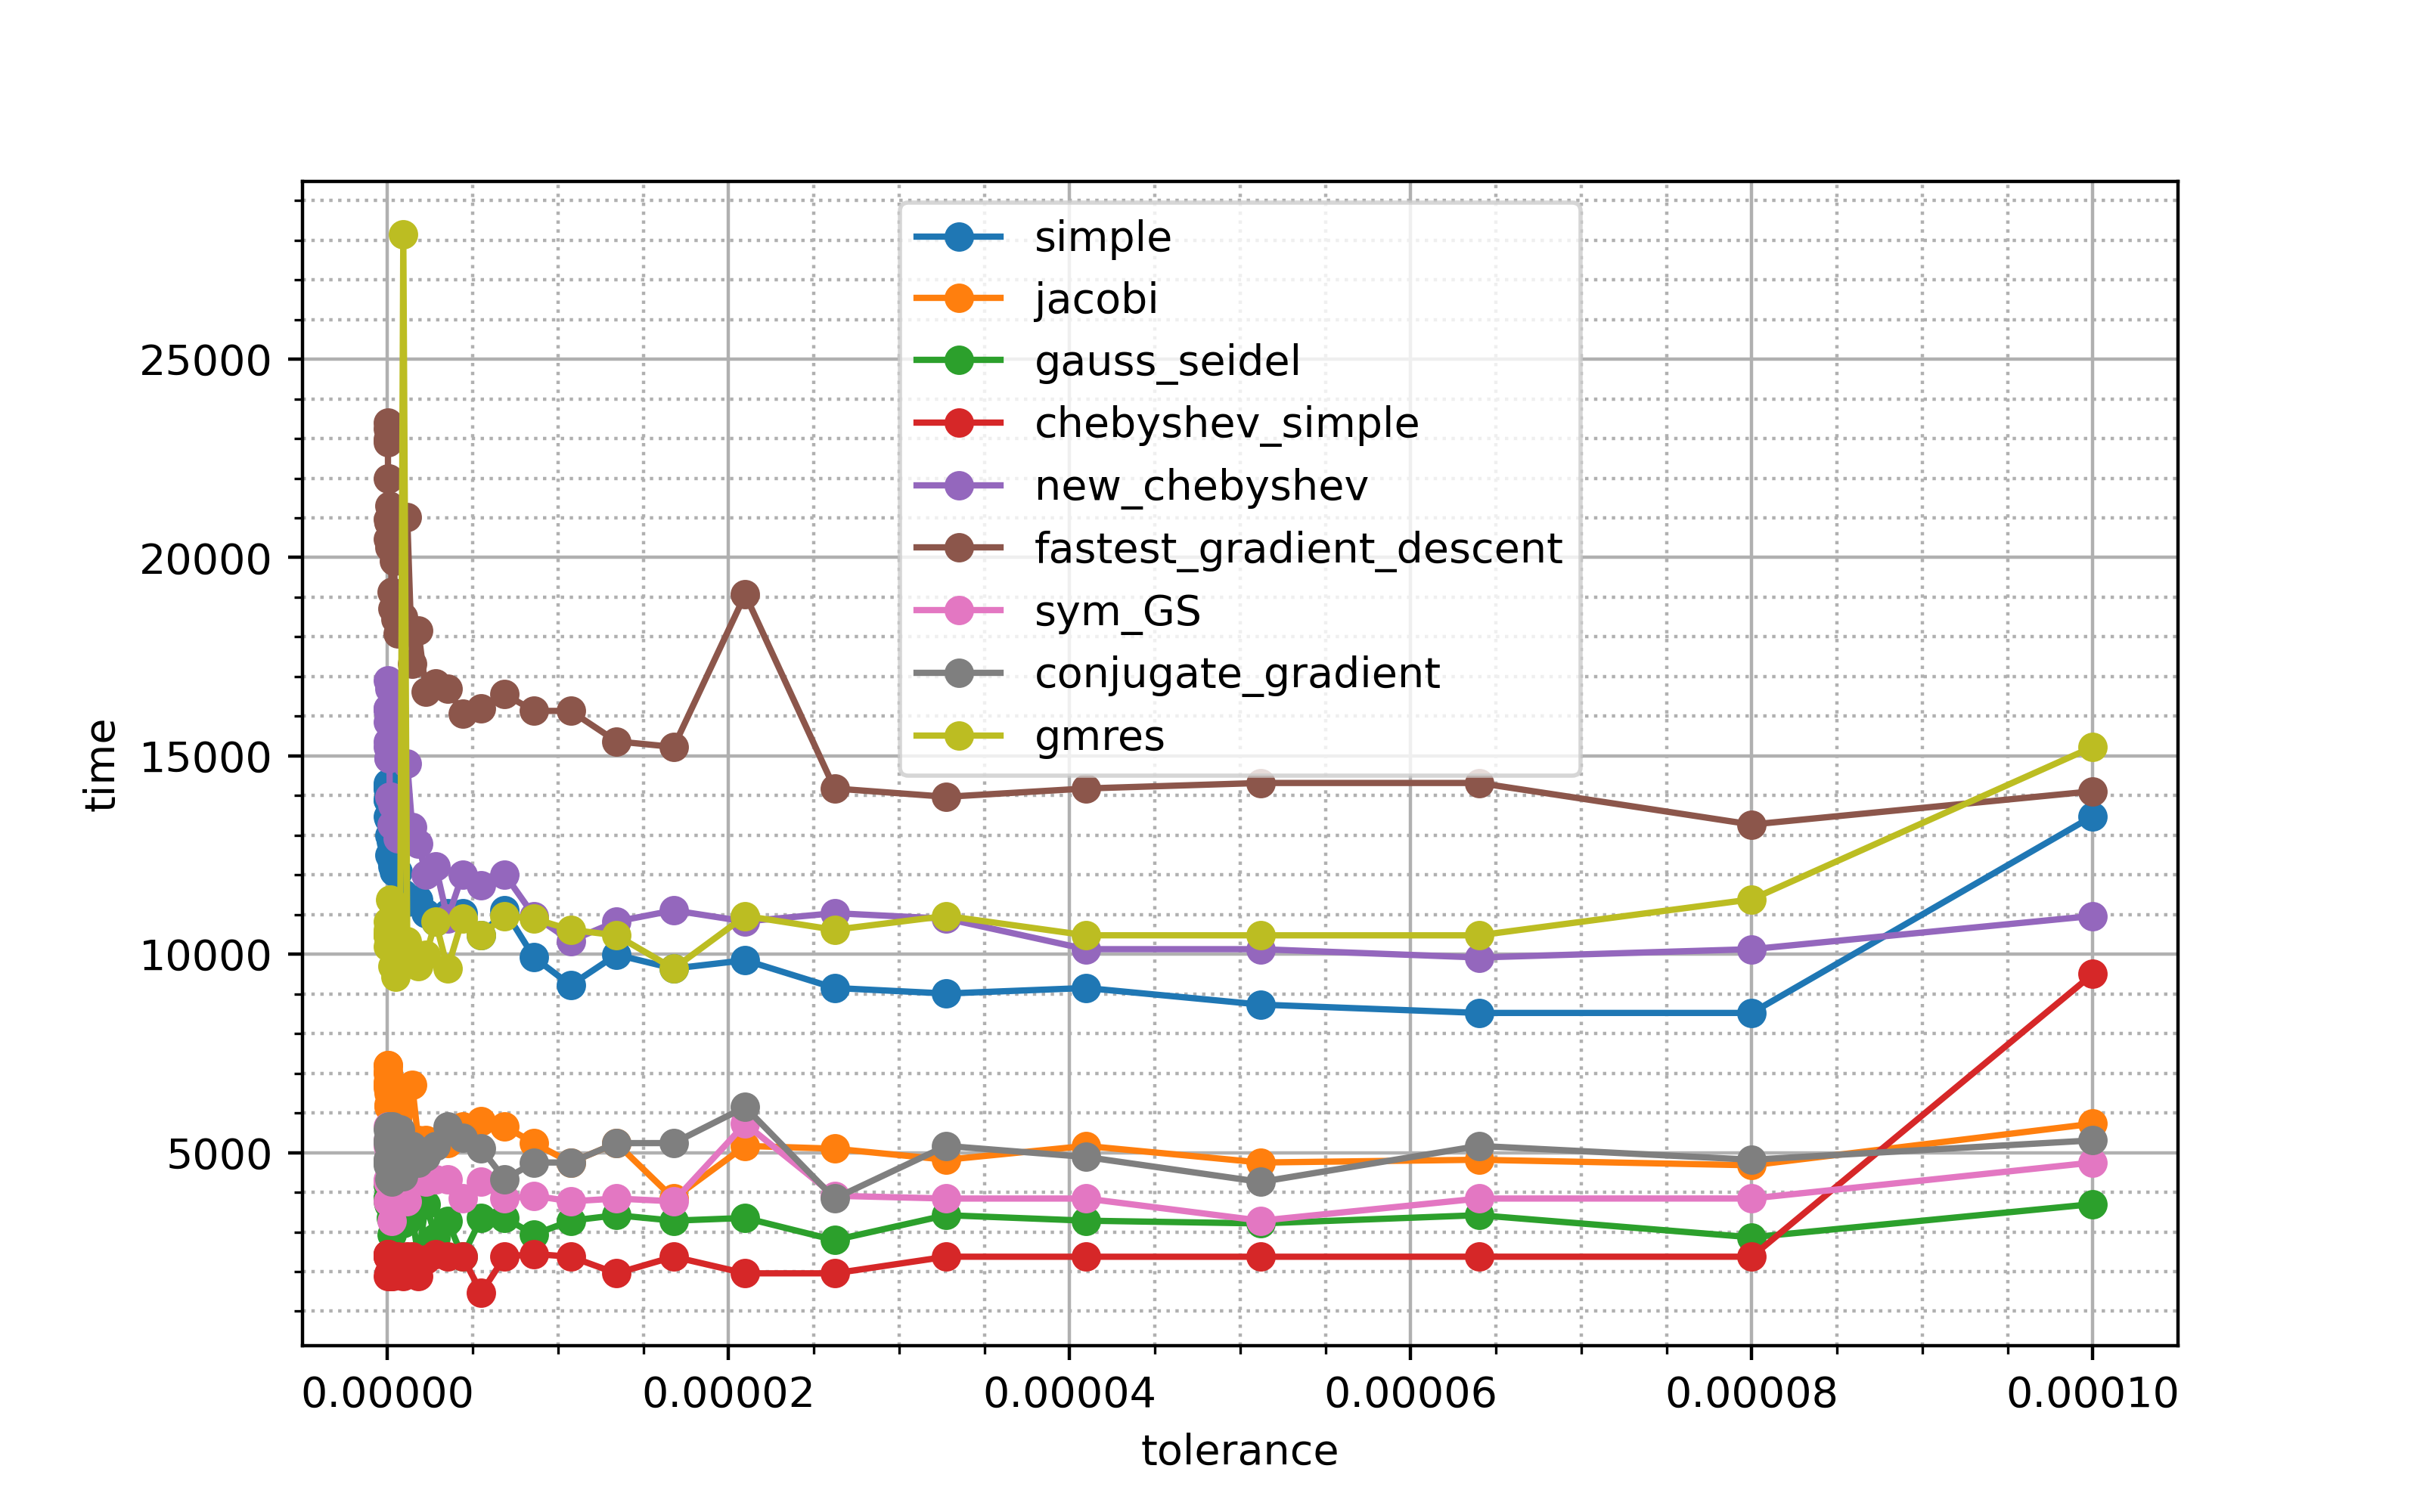 simple
jacobi
gauss_seidel
chebyshev_simple
new_chebyshev
fastest_gradient_descent
sym_GS
conjugate_gradient
gmres
25000
20000
15000
10000
5000
time
0.00000 0.00002 0.00004 0.00006 0.00008 0.00010
tolerance